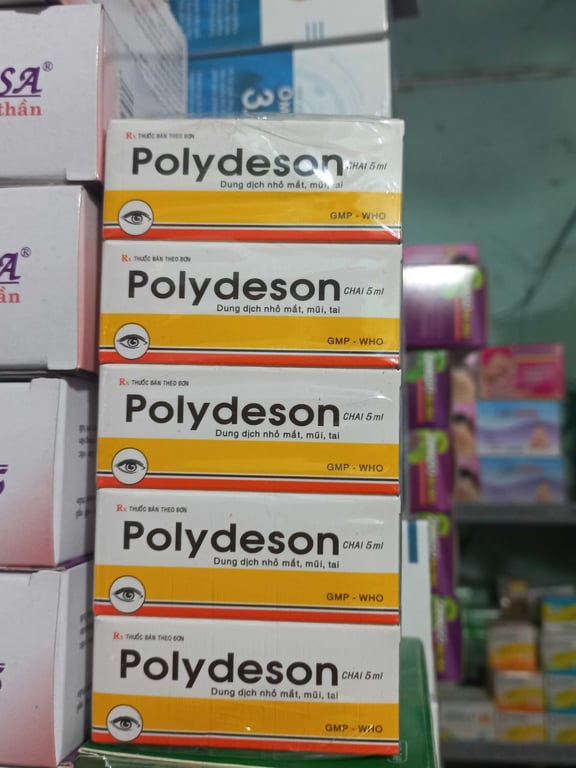 SA®
thần
A®
ần
3
Rx THUỐC BÁN THEO ĐƠN
Polydeson CHAI 5ml
Dung dịch nhỏ mắt, mũi, tai
GMP - WHO
Rx THUỐC BÁN THEO ĐƠN
Polydeson CHAI 5ml
Dung dịch nhỏ mắt, mũi, tai
GMP - WHO
Rx THUỐC BÁN THEO ĐƠN
Polydeson CHAI 5ml
Dung dịch nhỏ mắt, mũi, tai
GMP - WHO
Rx THUỐC BÁN THEO ĐƠN
Polydeson CHAI 5ml
Dung dịch nhỏ mắt, mũi, tai
GMP - WHO
Rx THUỐC BÁN THEO ĐƠN
Polydeson CHAI 5ml
Dung dịch nhỏ mắt, mũi, tai
GMP - WHO